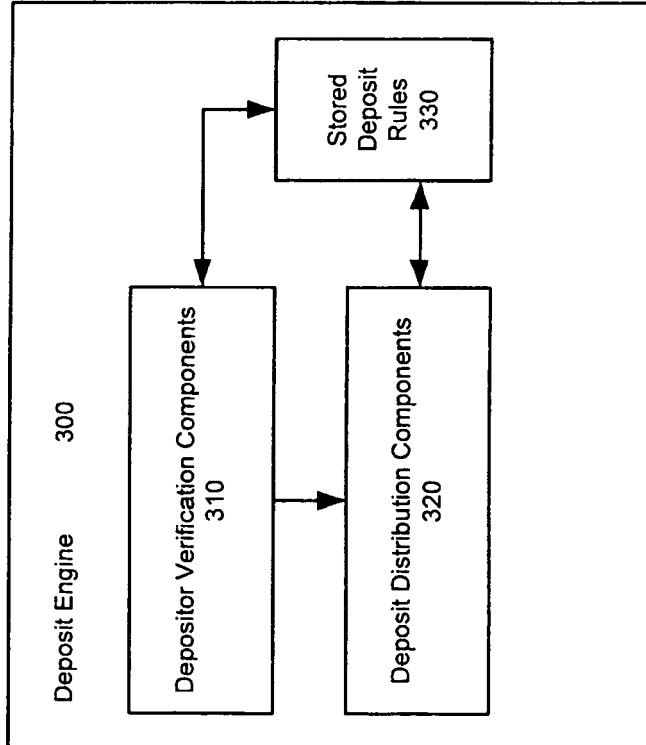 Deposit Engine 300
Depositor Verification Components
310
Deposit Distribution Components
320
Stored
Deposit
Rules
330